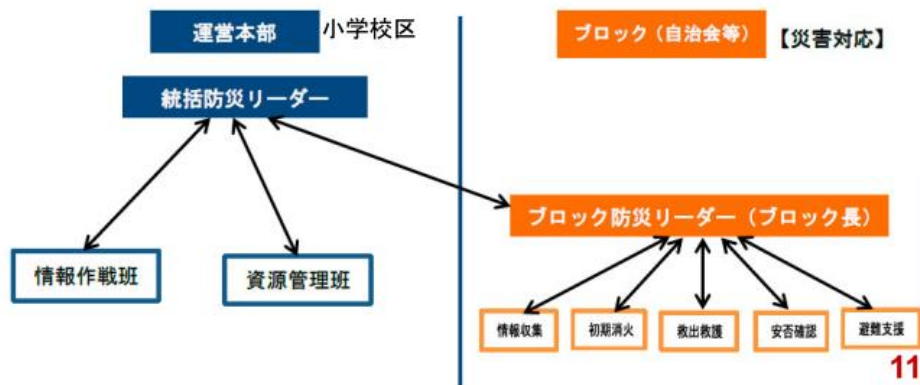 運営本部
小学校区
ブロック(自治会等)
【災害対応】
統括防災リーダー
ブロック防災リーダー(ブロック長)
情報作戦班
資源管理班
情報収集
初期消火
救出救護
安否確認
避難支援
11